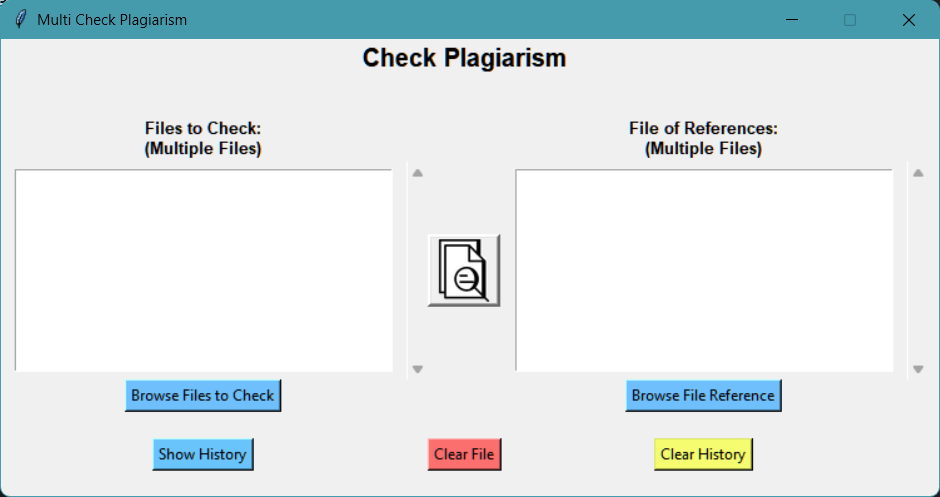 Multi Check Plagiarism
Check Plagiarism
Files to Check:
(Multiple Files)
File of References:
(Multiple Files)
Browse Files to Check
Browse File Reference
Show History
Clear File
Clear History